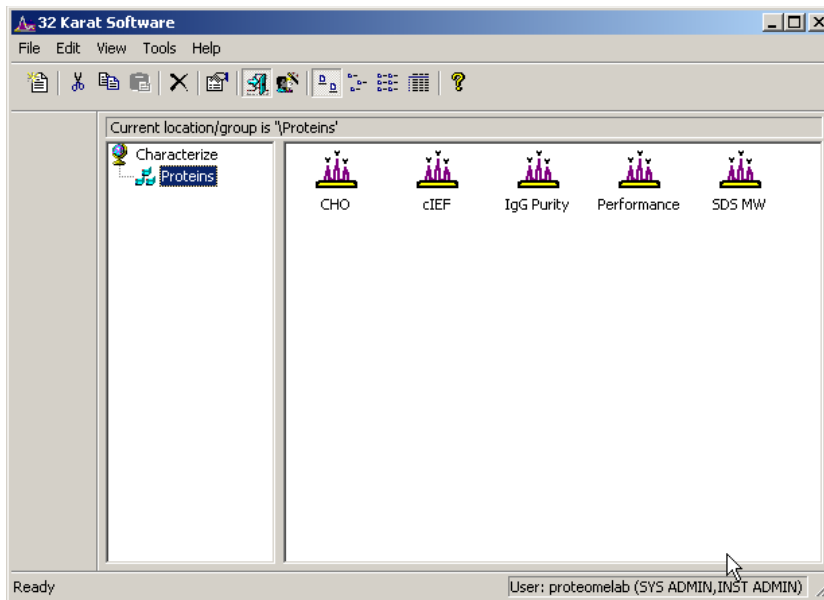 32 Karat Software
File Edit View Tools Help
Current location/group is "\Proteins'
Characterize
Proteins
CHO cIEF IgG Purity Performance SDS MW
Ready User: proteomelab (SYS ADMIN,INST ADMIN)